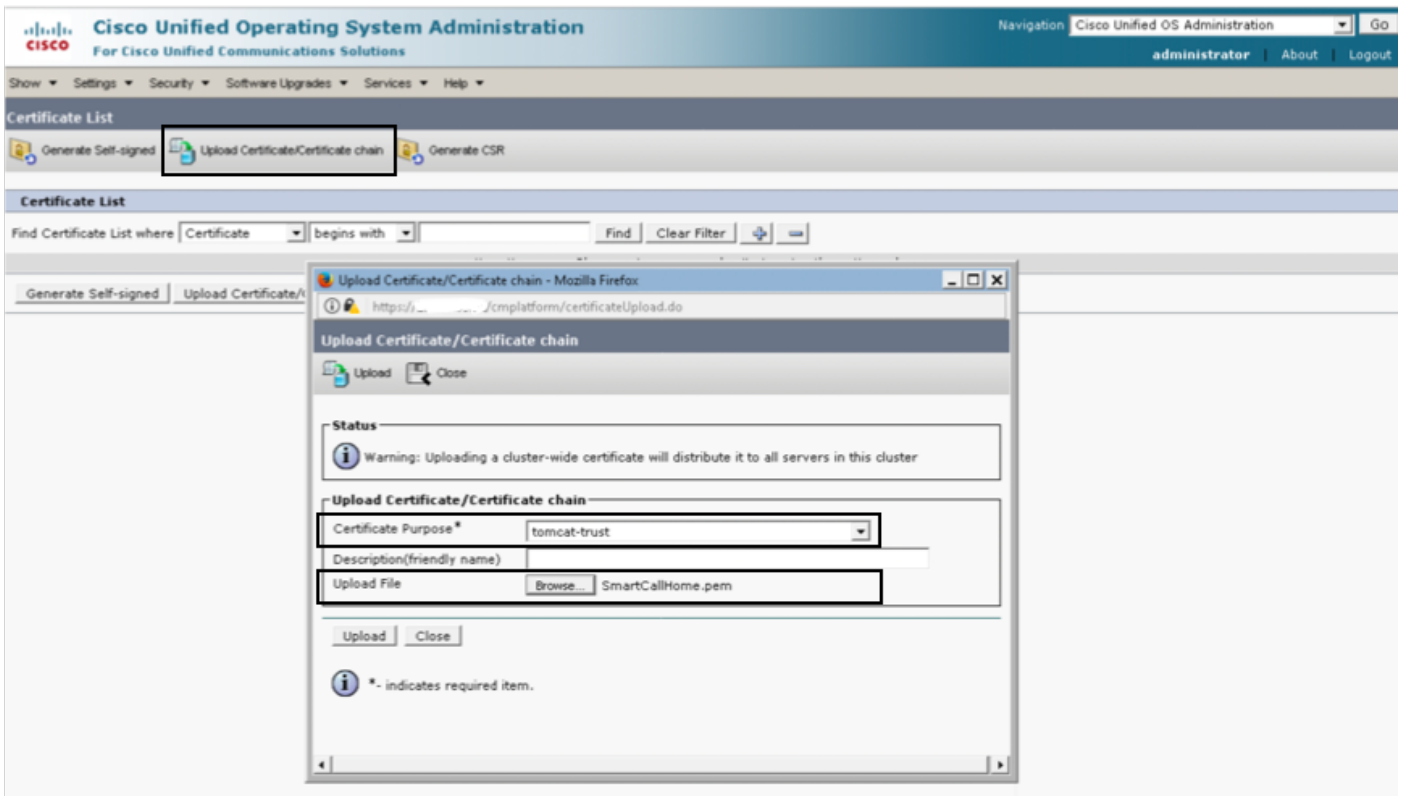 Cisco Unified Operating System Administration
For Cisco Unified Communications Solutions
CISCO
Navigation Cisco Unified OS Administration Go
administrator | About | Logout
Show Settings Security Software Upgrades Services Help
Certificate List
Generate Self-signed Upload Certificate/Certificate chain Generate CSR
Certificate List
Find Certificate List where Certificate begins with Find Clear Filter
Generate Self-signed Upload Certificate/
Upload Certificate/Certificate chain - Mozilla Firefox
https:// /cmplatform/certificateUpload.do
Upload Certificate/Certificate chain
Upload Close
Status
Warning: Uploading a cluster-wide certificate will distribute it to all servers in this cluster
Upload Certificate/Certificate chain
Certificate Purpose* tomcat-trust
Description(friendly name)
Upload File Browse... SmartCallHome.pem
Upload Close
*- indicates required item.